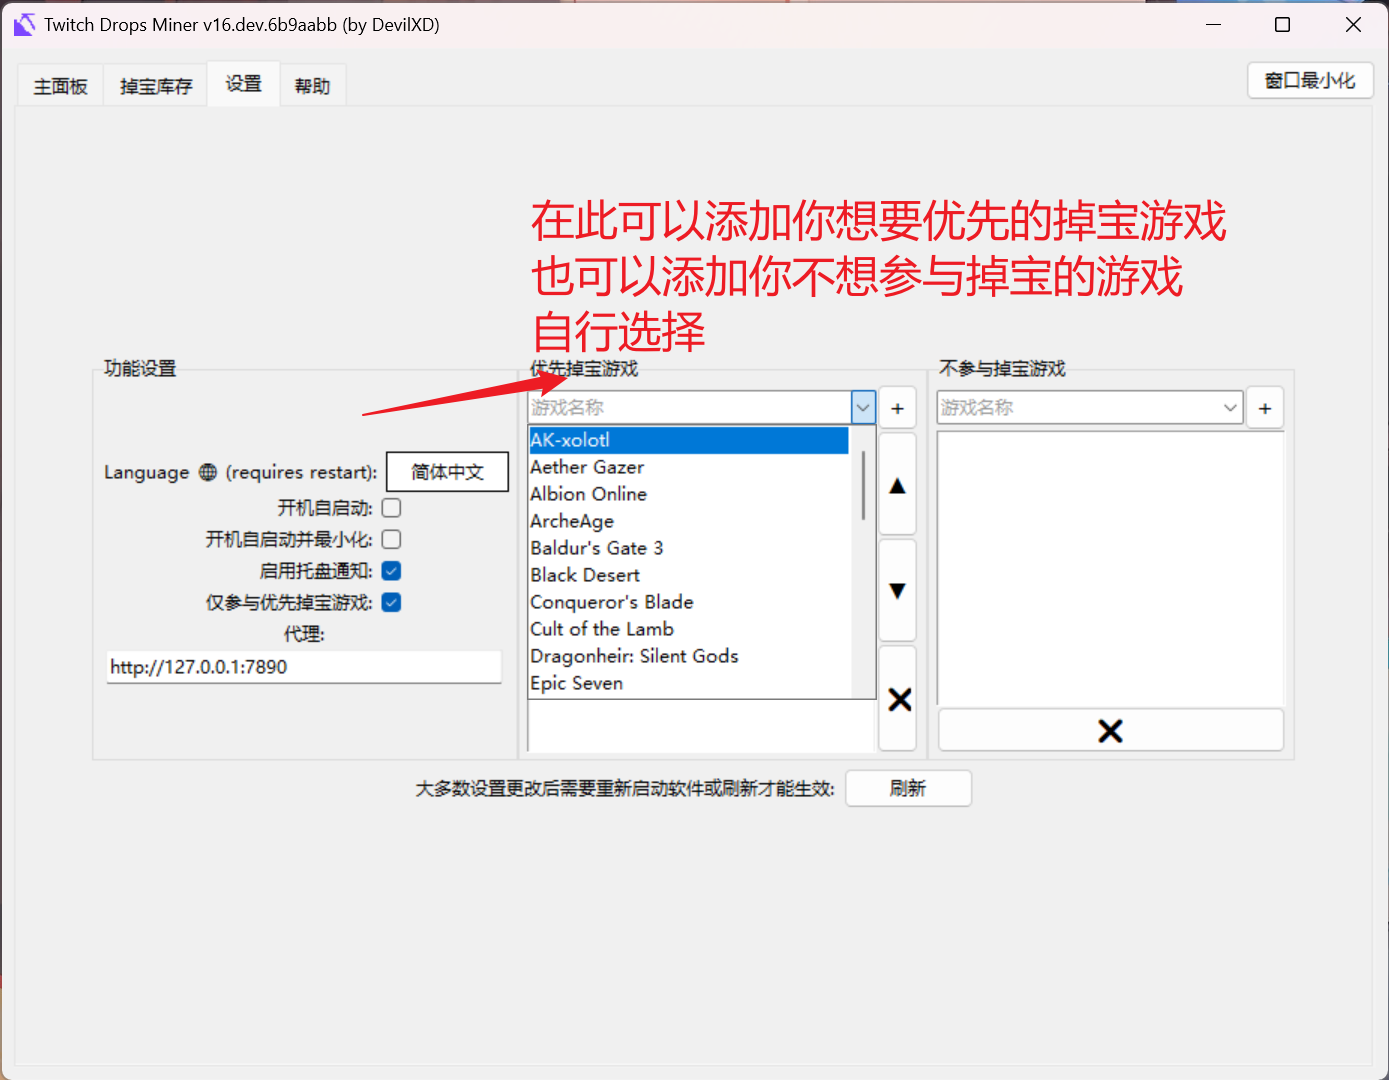 Twitch Drops Miner v16.dev.6b9aabb (by DevilXD)
主面板
掉宝库存
设置
帮助
窗口最小化
在此可以添加你想要优先的掉宝游戏
也可以添加你不想参与掉宝的游戏
自行选择
功能设置
Language (requires restart):
简体中文
开机自启动:
开机自启动并最小化:
启用托盘通知:
仅参与优先掉宝游戏:
代理:
http://127.0.0.1:7890
优先掉宝游戏
游戏名称
+
AK-xolotl
Aether Gazer
Albion Online
ArcheAge
Baldur's Gate 3
Black Desert
Conqueror's Blade
Cult of the Lamb
Dragonheir: Silent Gods
Epic Seven
不参与掉宝游戏
游戏名称
+
大多数设置更改后需要重新启动软件或刷新才能生效:
刷新